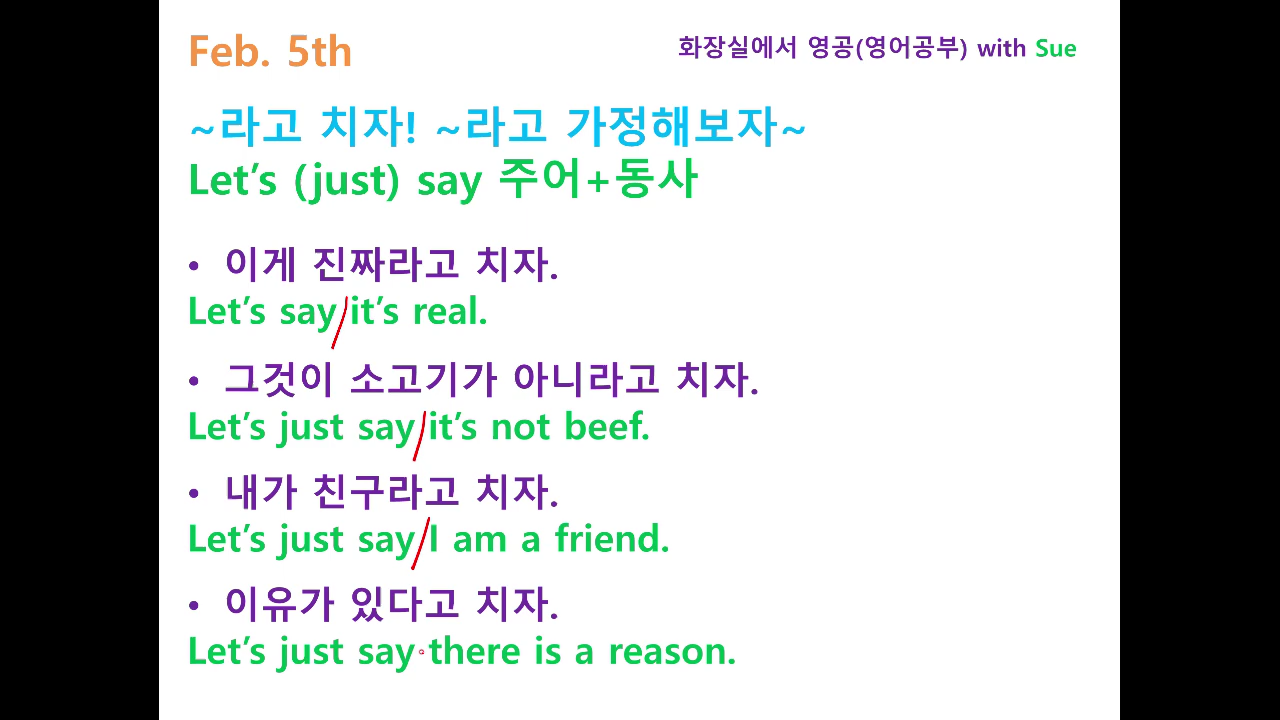 Feb. 5th
화장실에서 영공(영어공부) with Sue
~라고 치자! ~라고 가정해보자~
Let's (just) say 주어+동사
• 이게 진짜라고 치자.
Let's say/it's real.
• 그것이 소고기가 아니라고 치자.
Let's just say/it's not beef.
• 내가 친구라고 치자.
Let's just say/I am a friend.
• 이유가 있다고 치자.
Let's just say there is a reason.